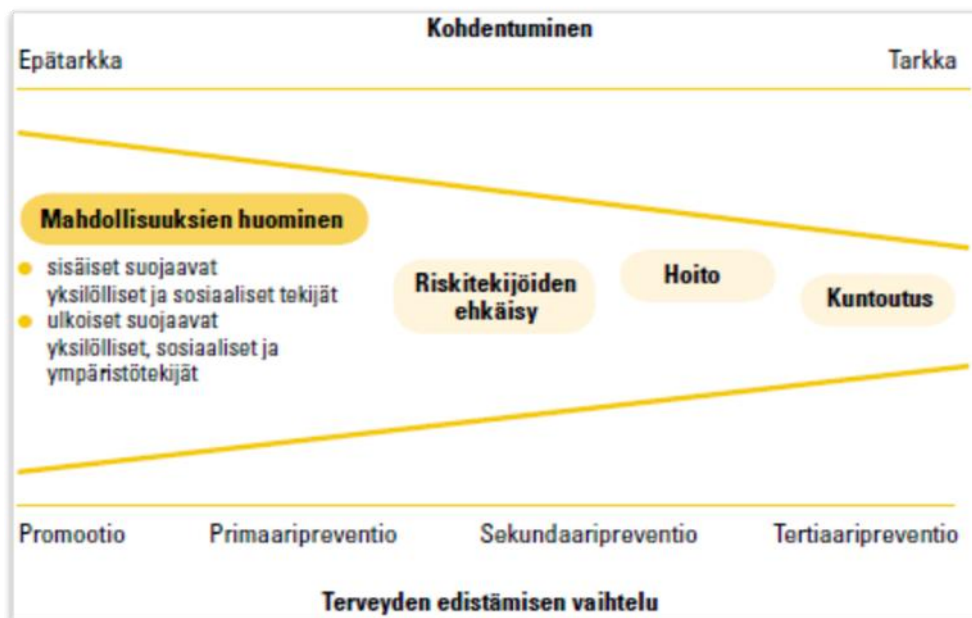 Kohdentuminen
Epätarkka
Tarkka
Mahdollisuuksien huominen
sisäiset suojaavat
yksilölliset ja sosiaaliset tekijät
ulkoiset suojaavat
yksilölliset, sosiaaliset ja
ympäristötekijät
Riskitekijöiden
ehkäisy
Hoito
Kuntoutus
Promootio
Primaaripreventio
Sekundaaripreventio
Tertiaaripreventio
Terveyden edistämisen vaihtelu